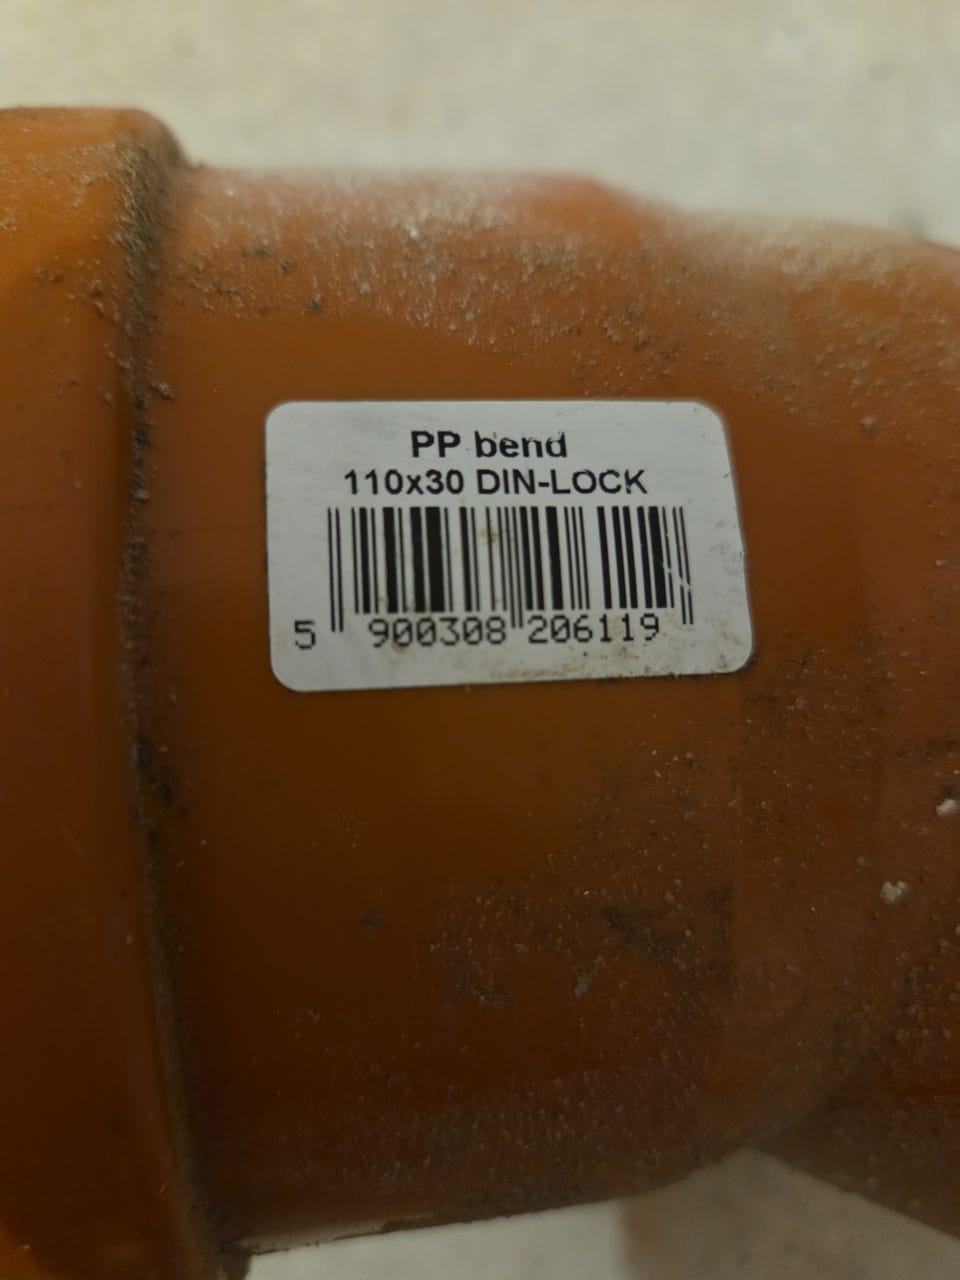 PP bend
110x30 DIN-LOCK
5 900308 206119